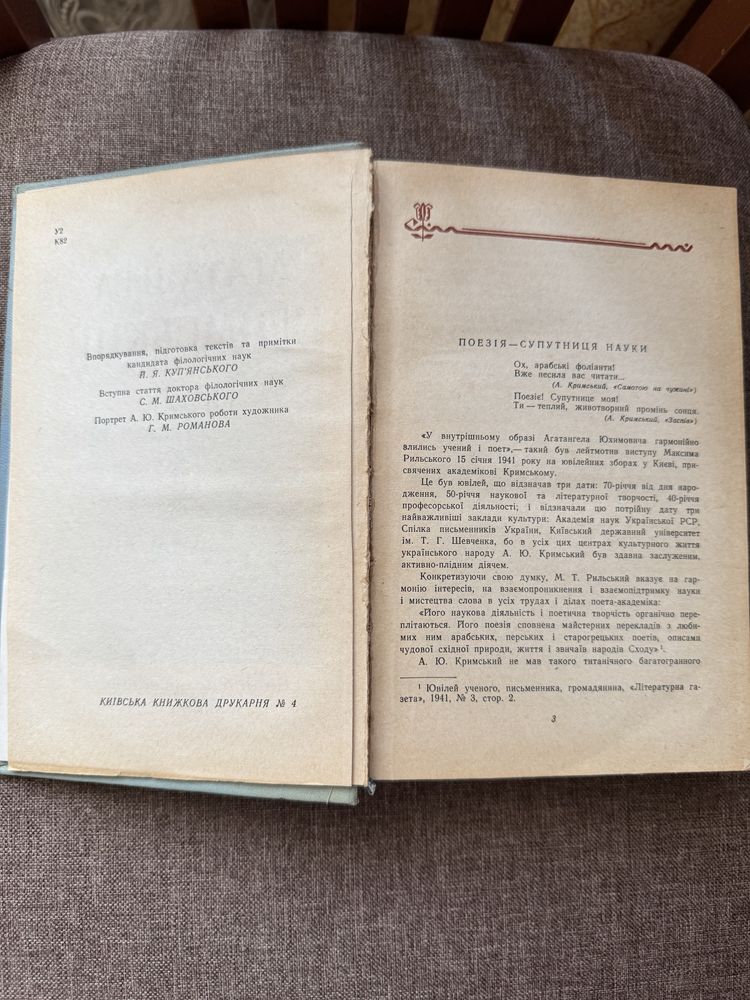 У2
К82
Впорядкування, підготовка текстів та примітки
кандидата філологічних наук
Й. Я. КУП'ЯНСЬКОГО
Вступна стаття доктора філологічних наук
С. М. ШАХОВСЬКОГО
Портрет А. Ю. Кримського роботи художника
Г. М. РОМАНОВА
КИЇВСЬКА КНИЖКОВА ДРУКАРНЯ № 4
ПОЕЗІЯ—СУПУТНИЦЯ НАУКИ
Ох, арабські фоліанти!
Вже несила вас читати...
(А. Кримський, «Самотою на чужині»)
Поезіє! Супутнице моя!
Ти — теплий, животворний промінь сонця.
(А. Кримський, «Заспів»)
«У внутрішньому образі Агатангела Юхимовича гармонійно
влились учений і поет»,— такий був лейтмотив виступу Максима
Рильського 15 січня 1941 року на ювілейних зборах у Києві, при-
свячених академікові Кримському.
Це був ювілей, що відзначав три дати: 70-річчя від дня наро-
дження, 50-річчя наукової та літературної творчості, 40-річчя
професорської діяльності; і відзначали цю потрійну дату три
найважливіші заклади культури: Академія наук Української РСР,
Спілка письменників України, Київський державний університет
ім. Т. Г. Шевченка, бо в усіх цих центрах культурного життя
українського народу А. Ю. Кримський був здавна заслуженим,
активно-плідним діячем.
Конкретизуючи свою думку, М. Т. Рильський вказує на гар-
монію інтересів, на взаємопроникнення і взаємопідтримку науки
і мистецтва слова в усіх трудах і ділах поета-академіка:
«Його наукова діяльність і поетична творчість органічно пере-
плітаються. Його поезія сповнена майстерних перекладів з люби-
мих ним арабських, перських і старогрецьких поетів, описами
чудової східної природи, життя і звичаїв народів Сходу»¹.
А. Ю. Кримський не мав такого титанічного багатогранного
¹ Ювілей ученого, письменника, громадянина, «Літературна га-
зета», 1941, № 3, стор. 2.
3